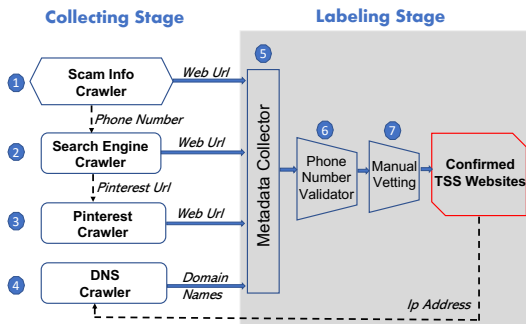 Collecting Stage
Labeling Stage
1
Scam Info
Crawler
Web Url
Phone Number
2
Search Engine
Crawler
Web Url
Pinterest Url
3
Pinterest
Crawler
Web Url
4
DNS
Crawler
Domain
Names
5
Metadata Collector
6
Phone
Number
Validator
7
Manual
Vetting
Confirmed
TSS Websites
Ip Address